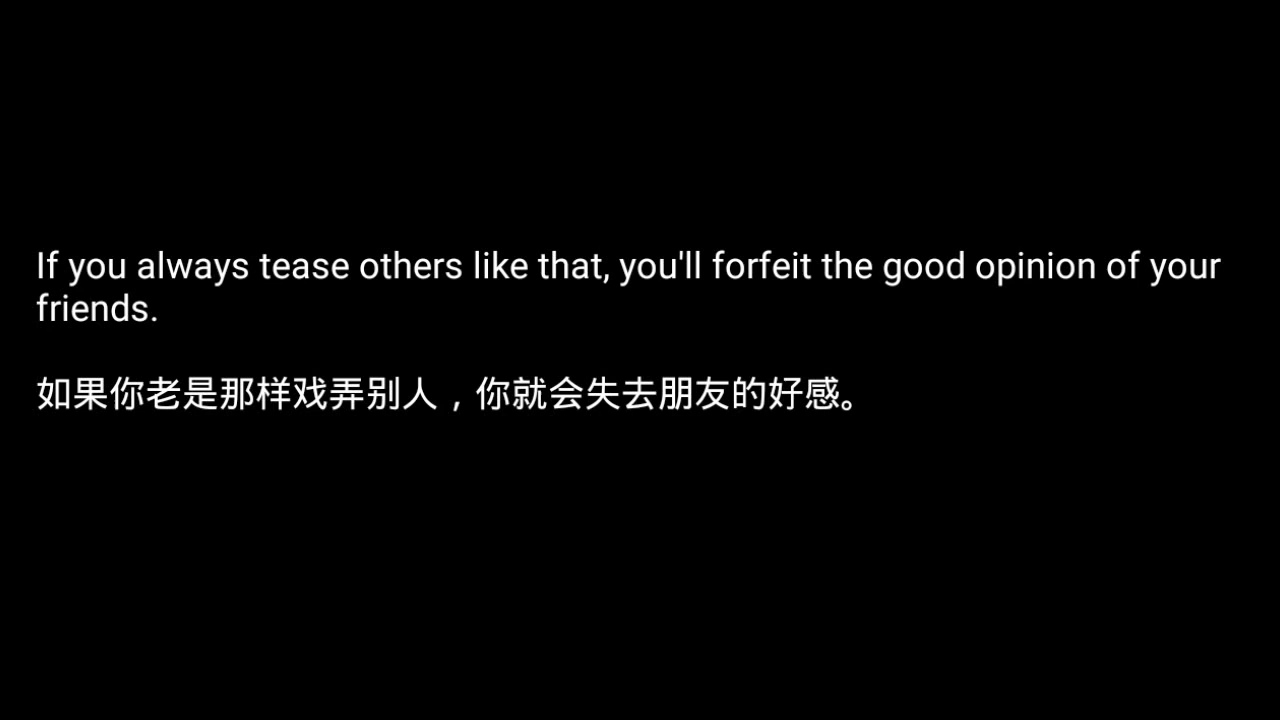 If you always tease others like that, you'll forfeit the good opinion of your
friends.
如果你老是那样戏弄别人，你就会失去朋友的好感。